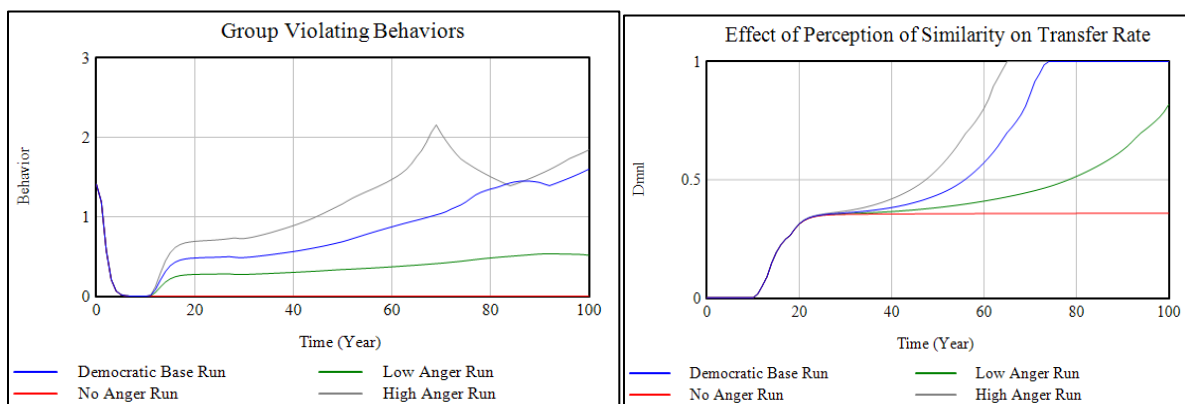 Group Violating Behaviors
3
2
1
0
Behavior
0 20 40 60 80 100
Time (Year)
Democratic Base Run Low Anger Run
No Anger Run High Anger Run
Effect of Perception of Similarity on Transfer Rate
1
0.5
0
Dmnl
0 20 40 60 80 100
Time (Year)
Democratic Base Run Low Anger Run
No Anger Run High Anger Run